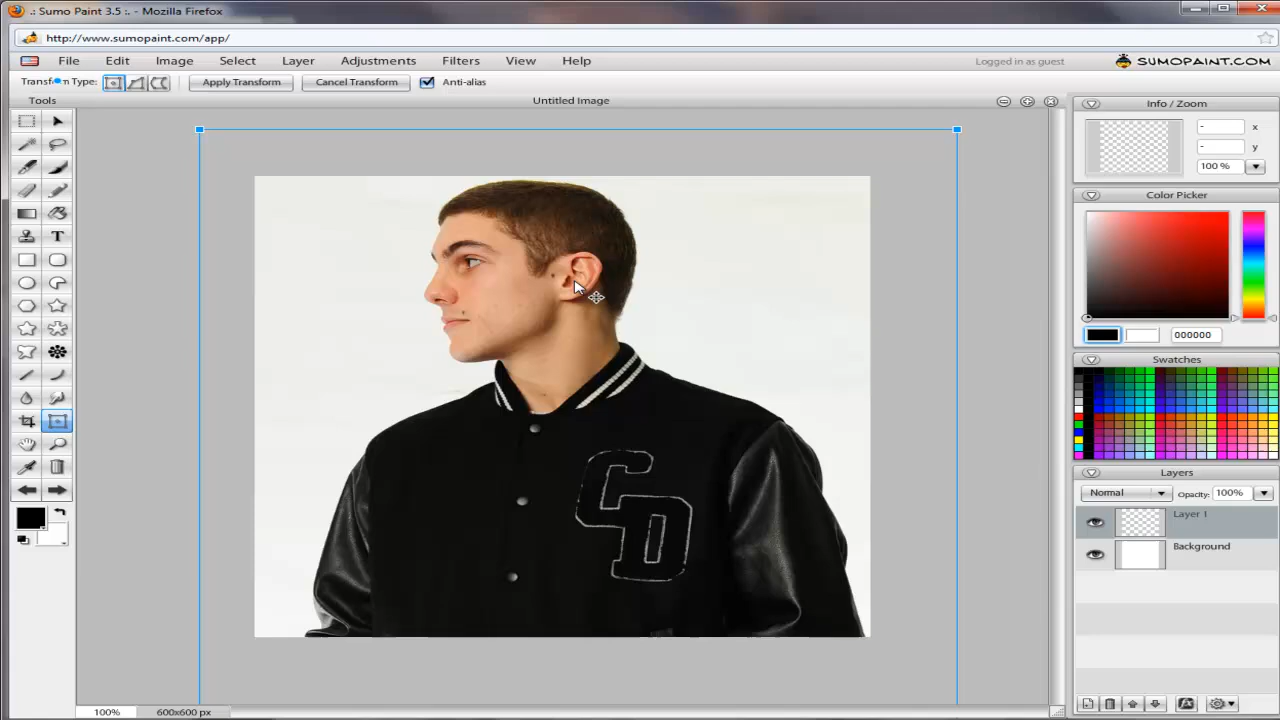 .: Sumo Paint 3.5 :. - Mozilla Firefox
http://www.sumopaint.com/app/
File Edit Image Select Layer Adjustments Filters View Help
Logged in as guest
SUMOPAINT.COM
Apply Transform Cancel Transform Anti-alias
Tools
Untitled Image
Info / Zoom
- x
- y
100 %
Color Picker
000000
Swatches
Layers
Normal Opacity: 100%
Layer 1
Background
CD
100% 600x600 px